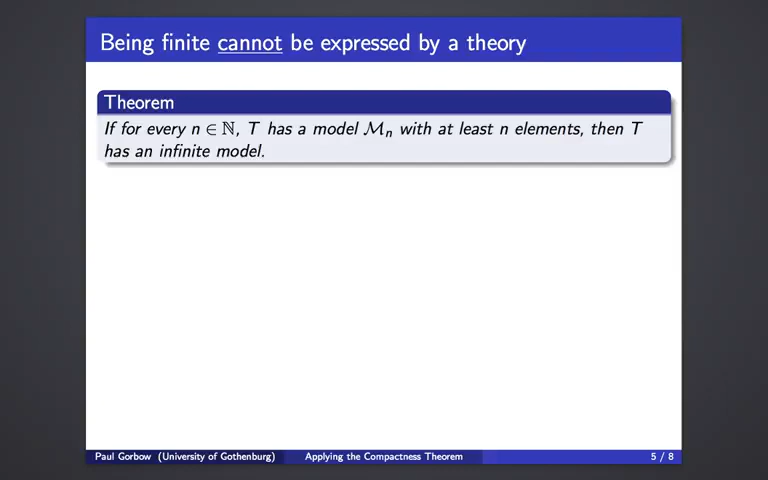 Being finite cannot be expressed by a theory
Theorem
If for every n ∈ ℕ, T has a model ℳₙ with at least n elements, then T
has an infinite model.
Paul Gorbow (University of Gothenburg) Applying the Compactness Theorem 5 / 8